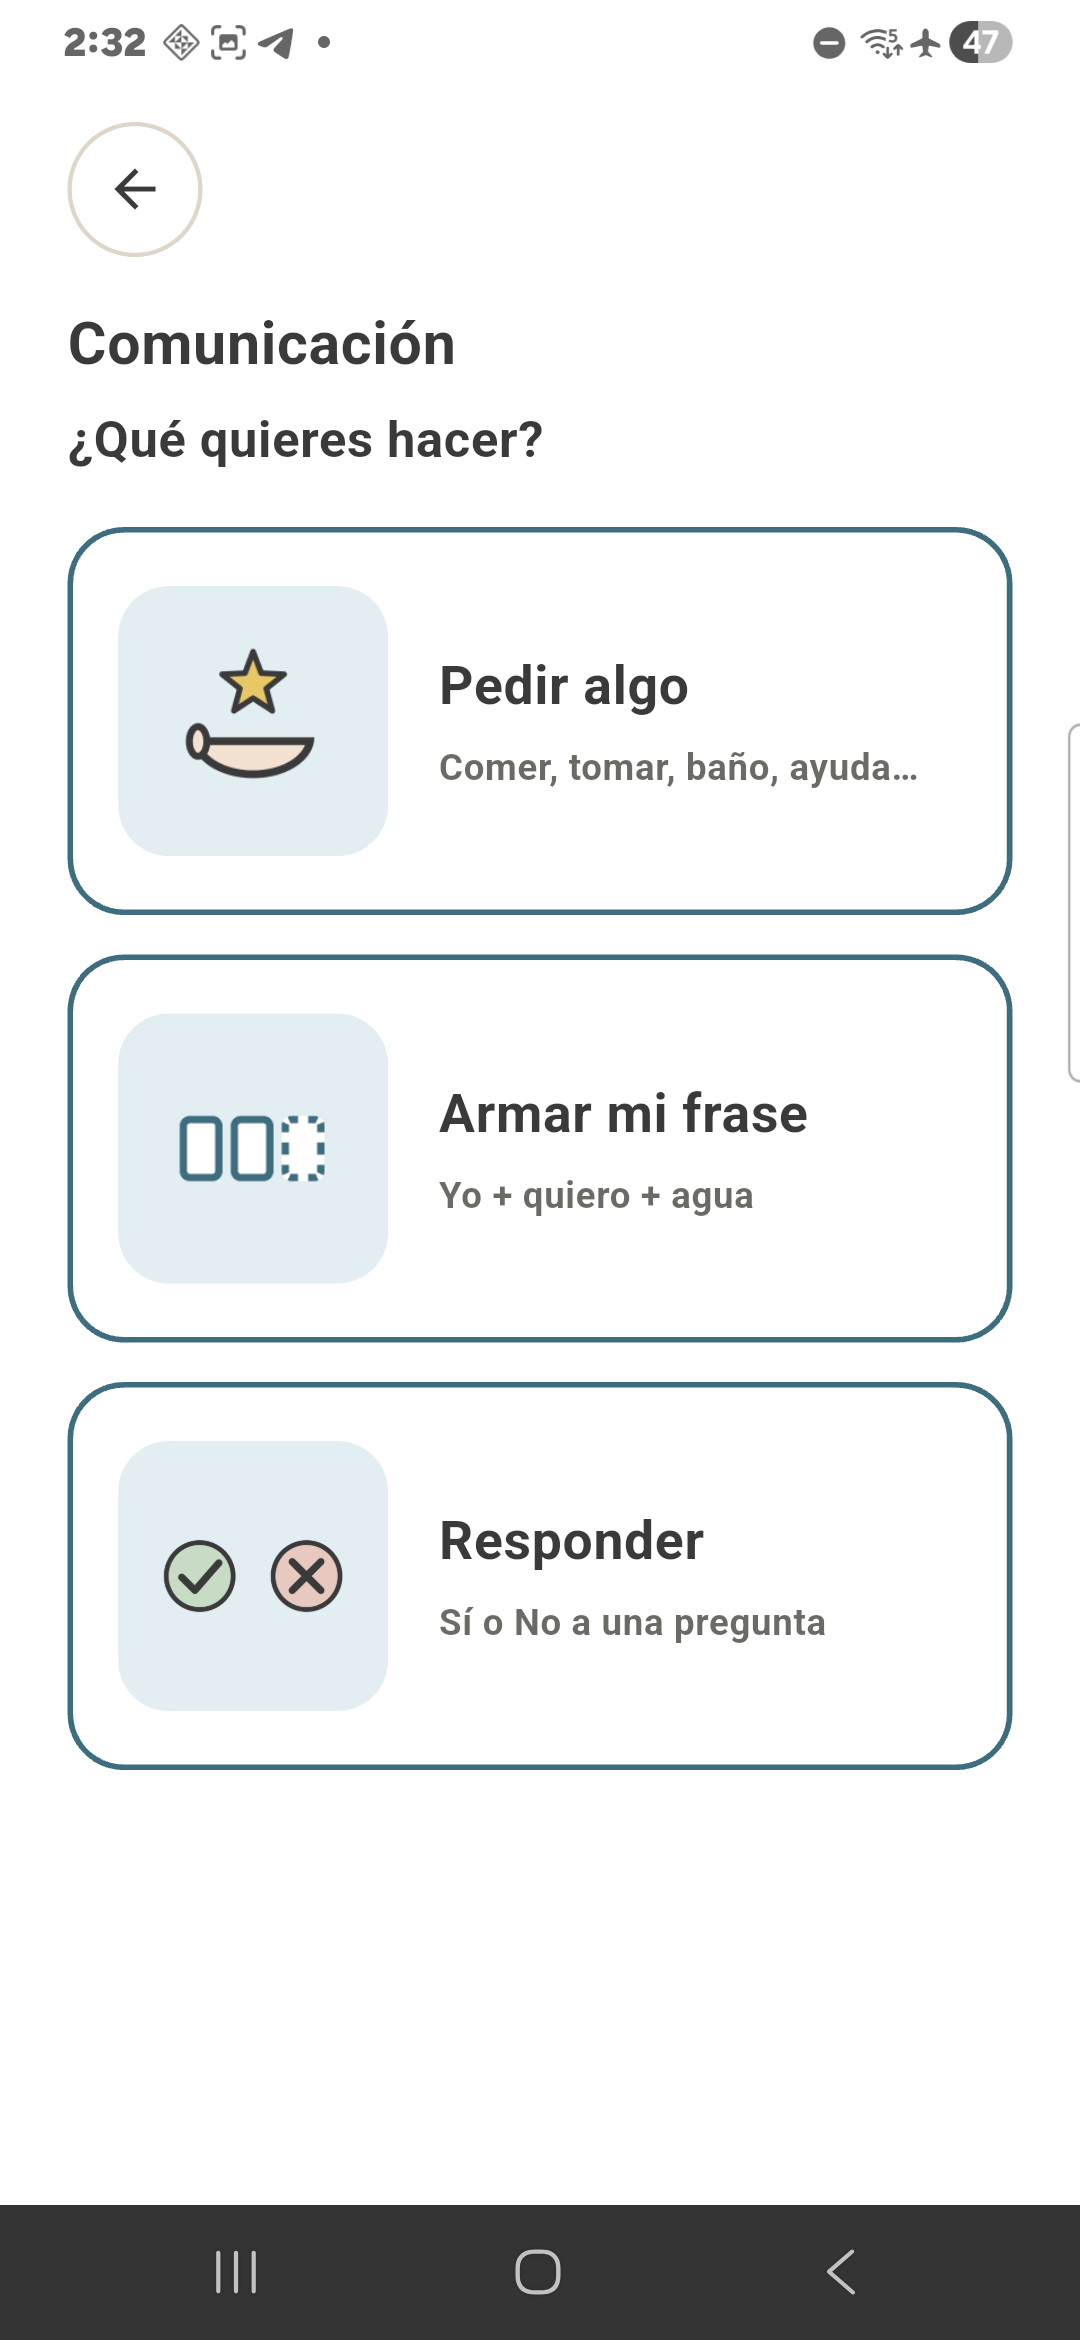 2:32
5
47
Comunicación
¿Qué quieres hacer?
Pedir algo
Comer, tomar, baño, ayuda...
Armar mi frase
Yo + quiero + agua
Responder
Sí o No a una pregunta